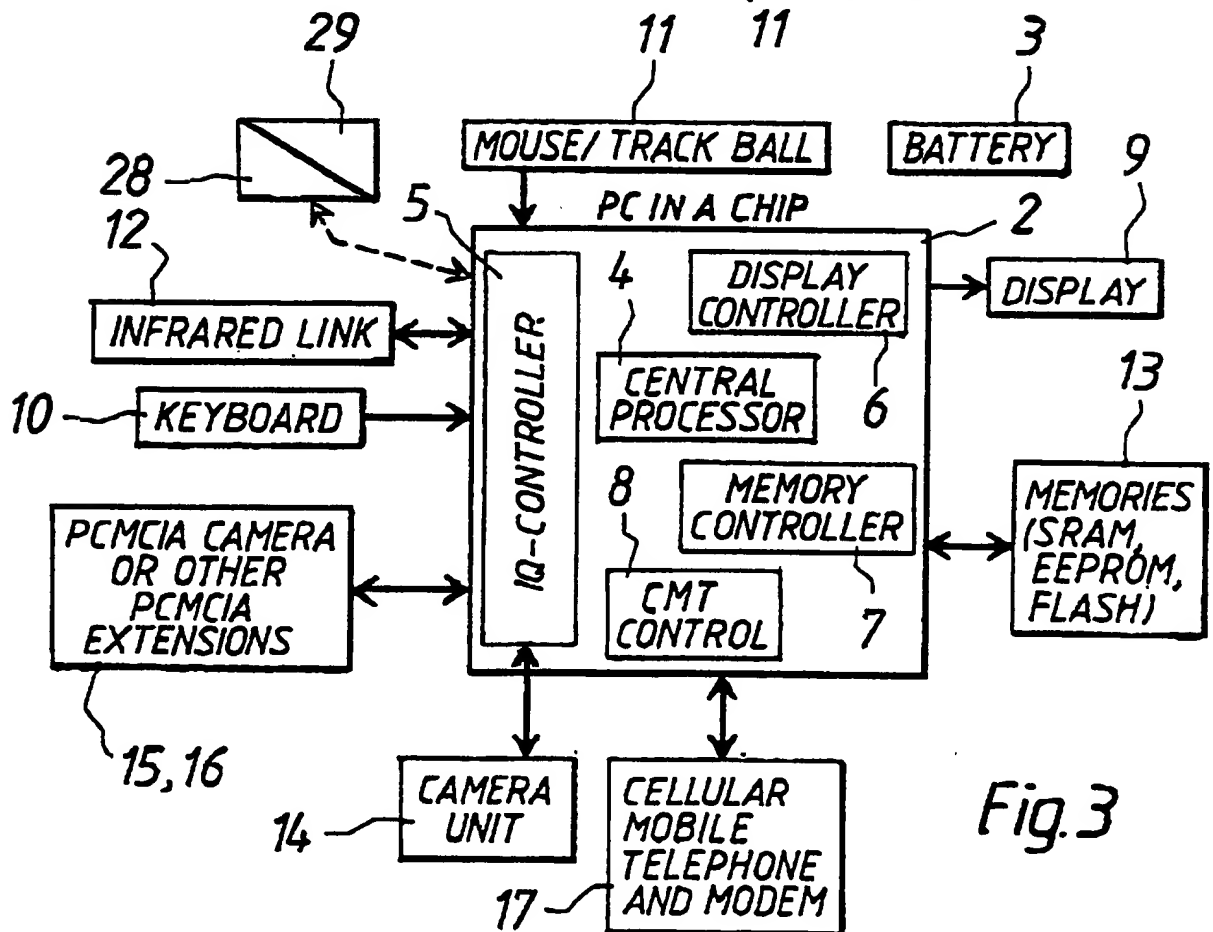 11
29
11
3
MOUSE/TRACK BALL
BATTERY
9
28
12
5
PC IN A CHIP
2
4
DISPLAY
CONTROLLER
DISPLAY
INFRARED LINK
IQ-CONTROLLER
6
CENTRAL
PROCESSOR
13
10
KEYBOARD
8
MEMORY
CONTROLLER
MEMORIES
(SRAM,
EEPROM,
FLASH)
PCMCIA CAMERA
OR OTHER
PCMCIA
EXTENSIONS
CMT
CONTROL
7
15, 16
CAMERA
UNIT
14
CELLULAR
MOBILE
TELEPHONE
AND MODEM
17
Fig. 3